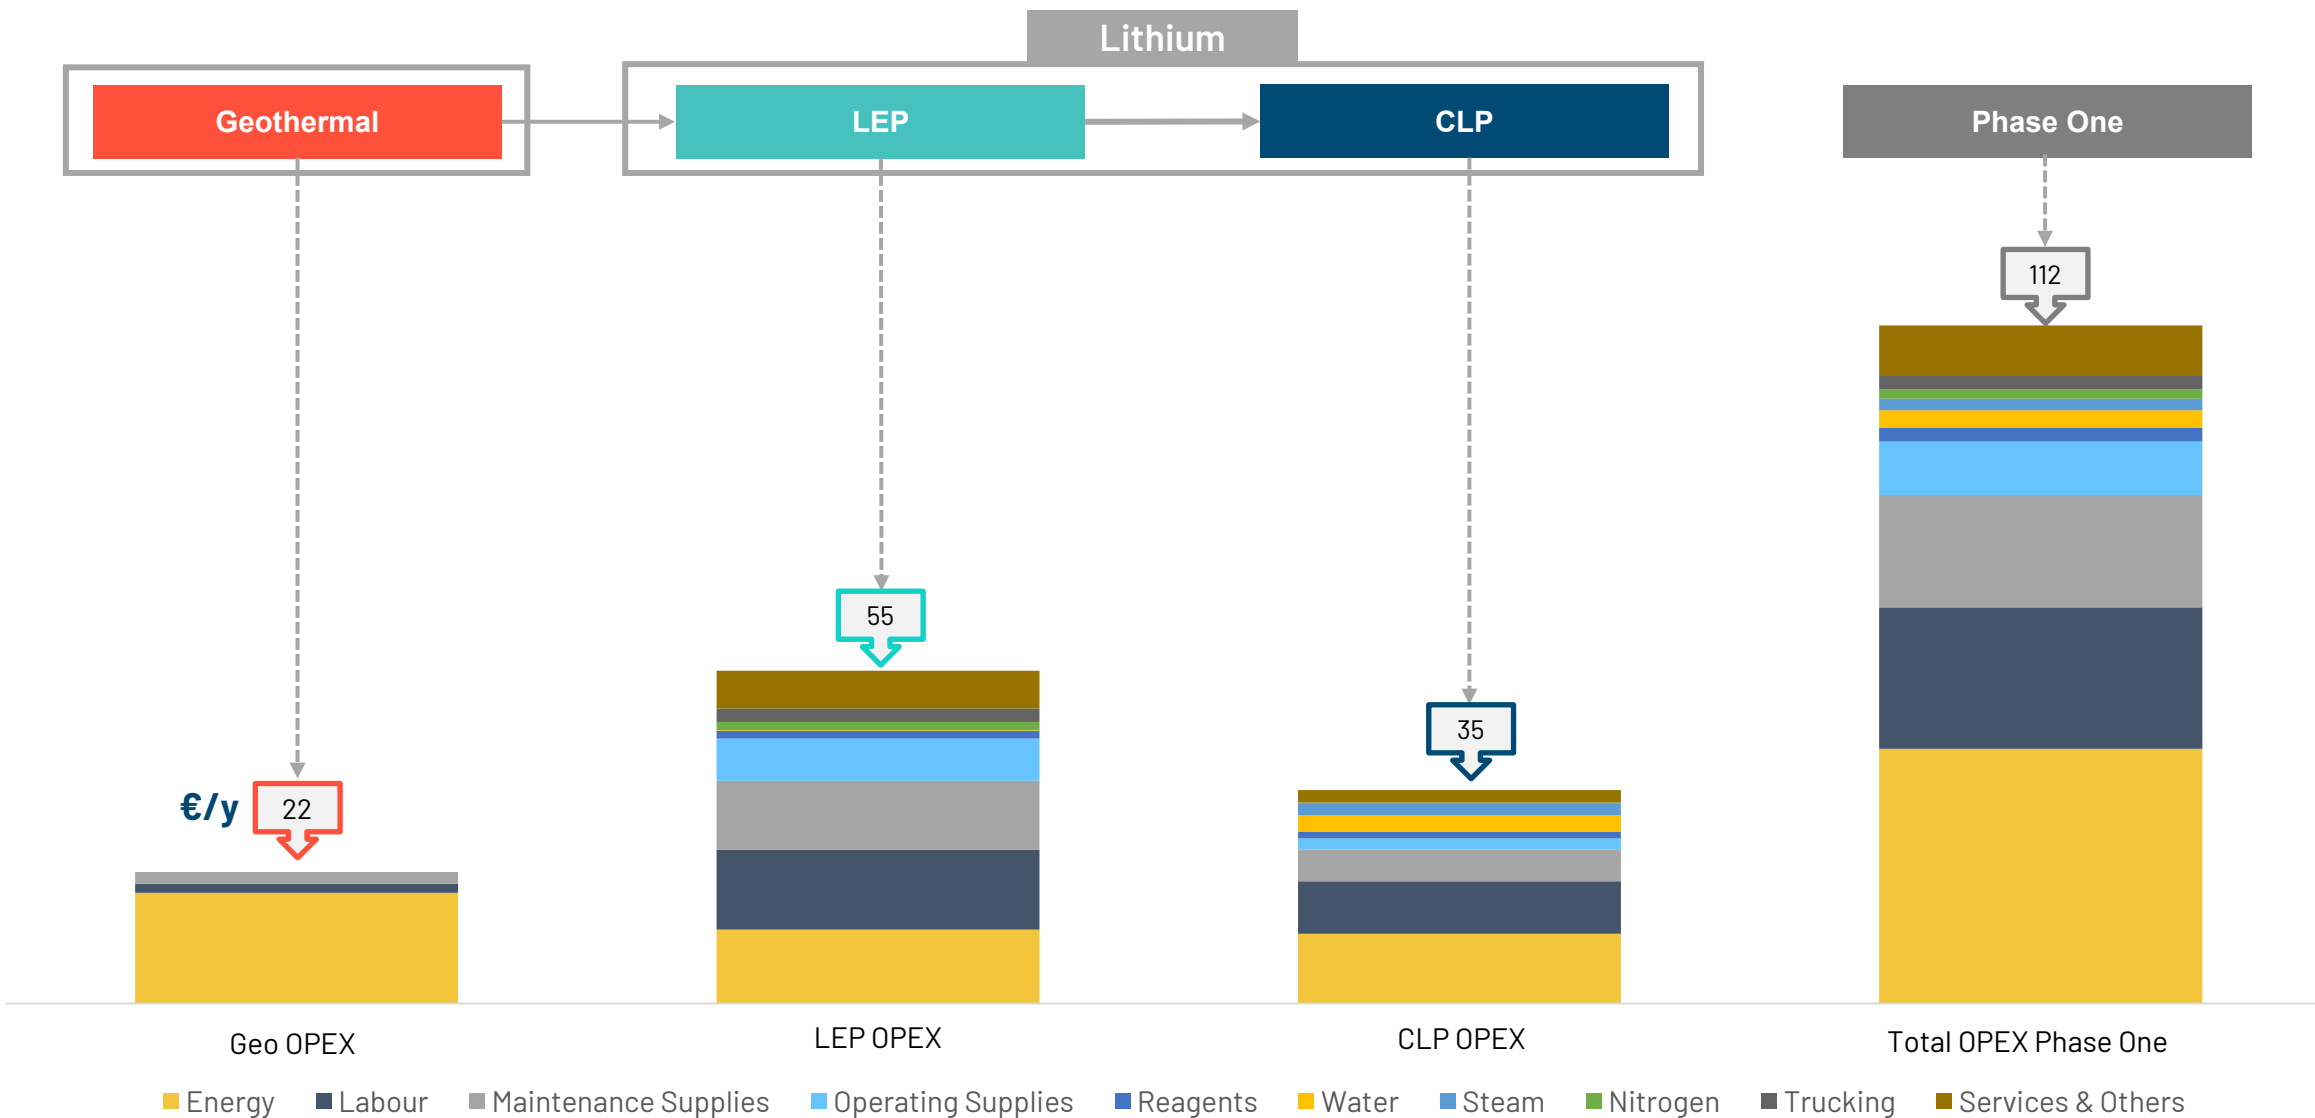 Lithium
Geothermal
LEP
CLP
Phase One
112
55
35
€/y
22
Geo OPEX
LEP OPEX
CLP OPEX
Total OPEX Phase One
Energy
Labour
Maintenance Supplies
Operating Supplies
Reagents
Water
Steam
Nitrogen
Trucking
Services & Others